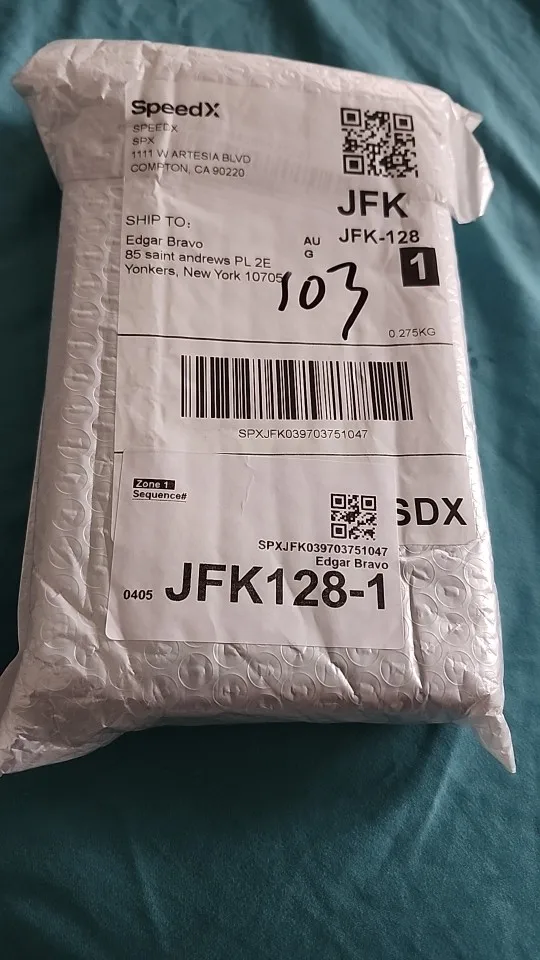 SpeedX
SPEEDX
SPX
1111 W ARTESIA BLVD
COMPTON, CA 90220
JFK
JFK-128
1
SHIP TO:
Edgar Bravo
85 saint andrews PL 2E
Yonkers, New York 10705
AU
G
103
0.275KG
SPXJFK039703751047
Zone 1
Sequence#
SDX
SPXJFK039703751047
Edgar Bravo
0405 JFK128-1